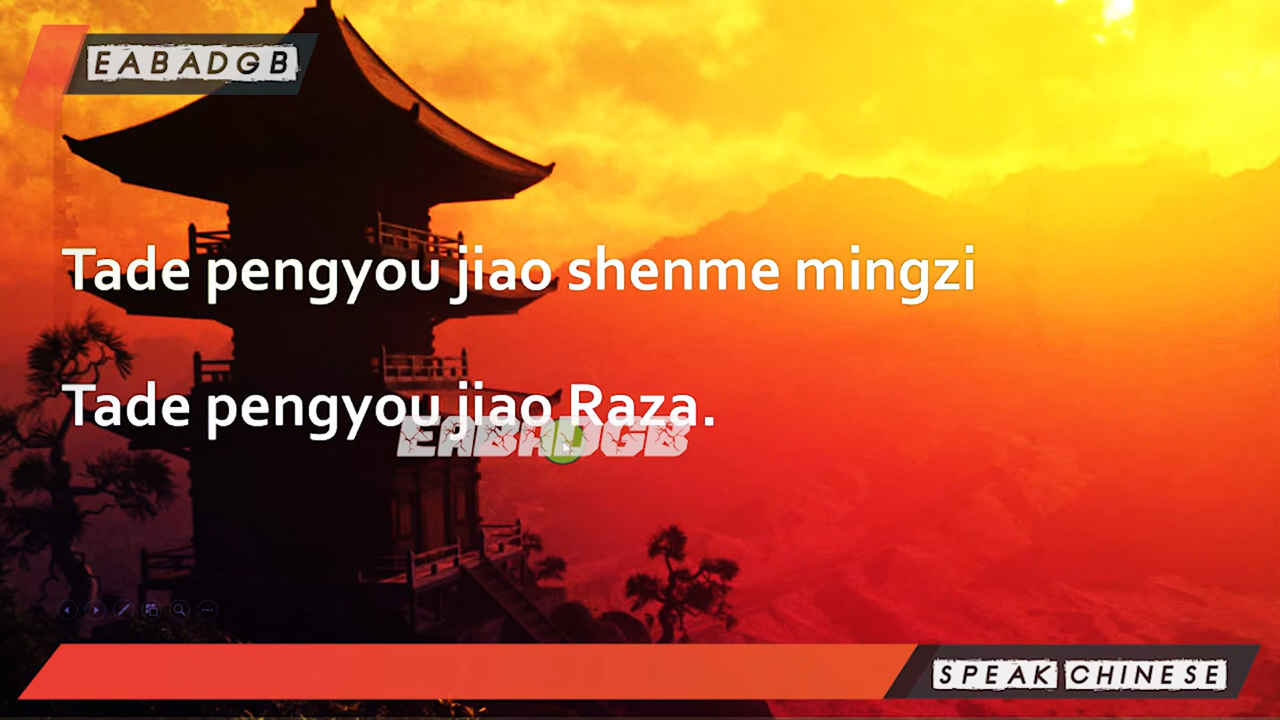 EABADGB
Tade pengyou jiao shenme mingzi
Tade pengyou jiao Raza.
EABADGB
SPEAK CHINESE